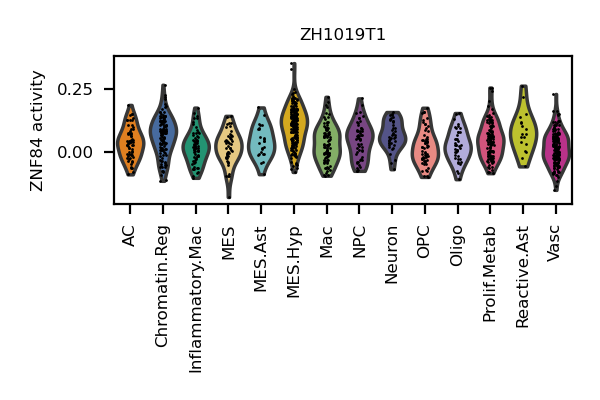 ZH1019T1
ZNF84 activity
0.25
0.00
AC
Chromatin.Reg
Inflammatory.Mac
MES
MES.Ast
MES.Hyp
Mac
NPC
Neuron
OPC
Oligo
Prolif.Metab
Reactive.Ast
Vasc